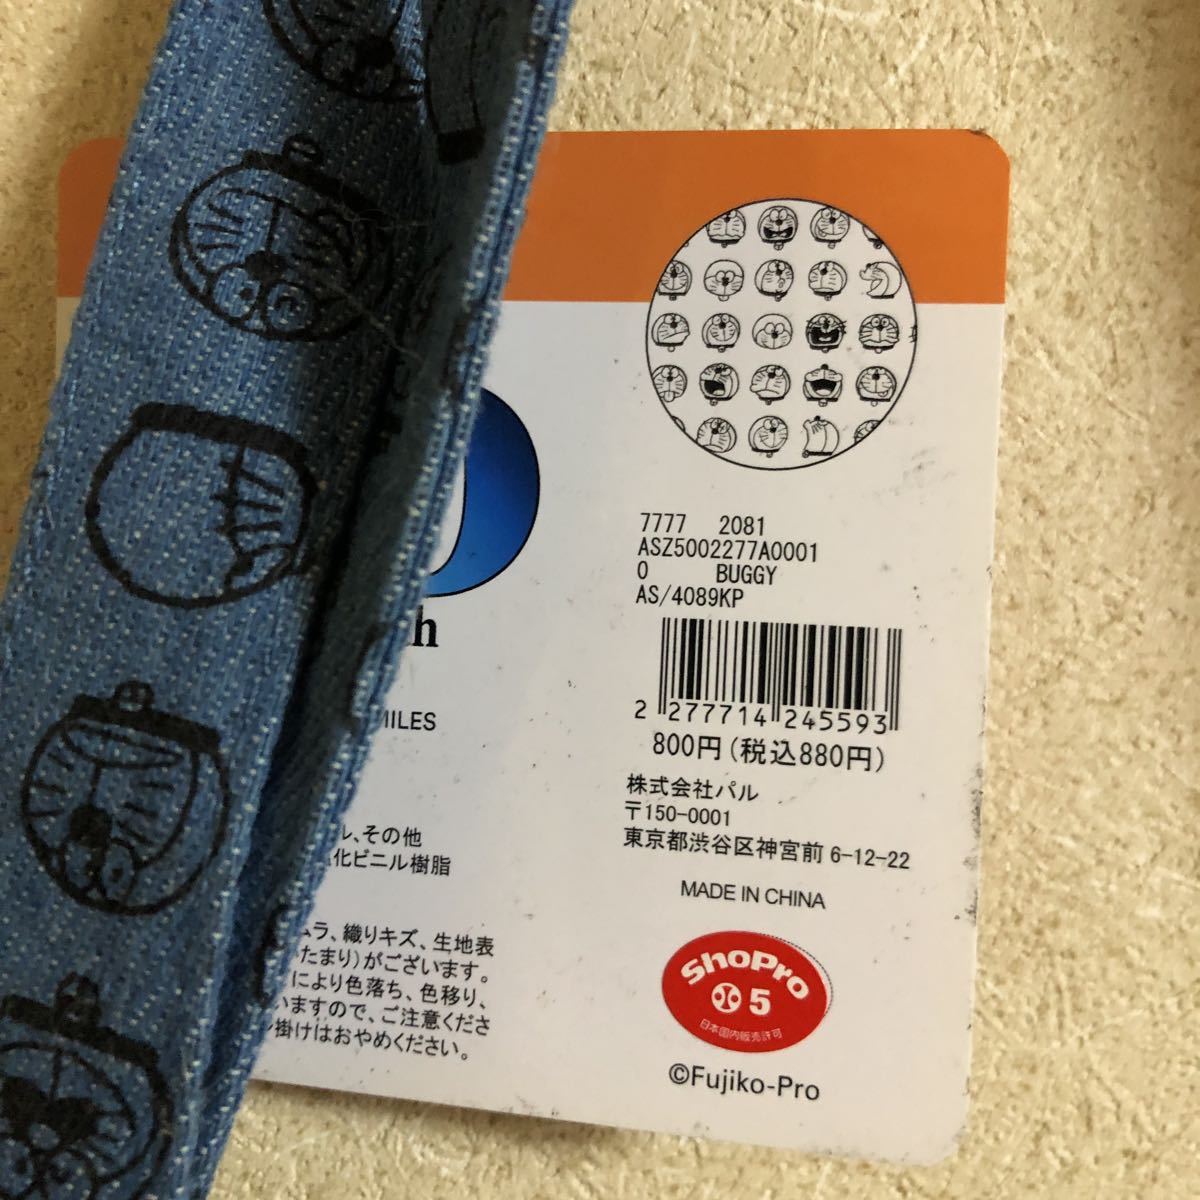 7777 2081
ASZ5002277A0001
0 BUGGY
AS/4089KP
2 277714 245593
800円(税込880円)
株式会社パル
〒150-0001
東京都渋谷区神宮前 6-12-22
MADE IN CHINA
ShoPro
5
日本国内販売許可
©Fujiko-Pro
h
MILES
ル、その他
化ビニル樹脂
ムラ、織りキズ、生地表
たまり)がございます。
により色落ち、色移り、
いますので、ご注意くださ
ン掛けはおやめください。